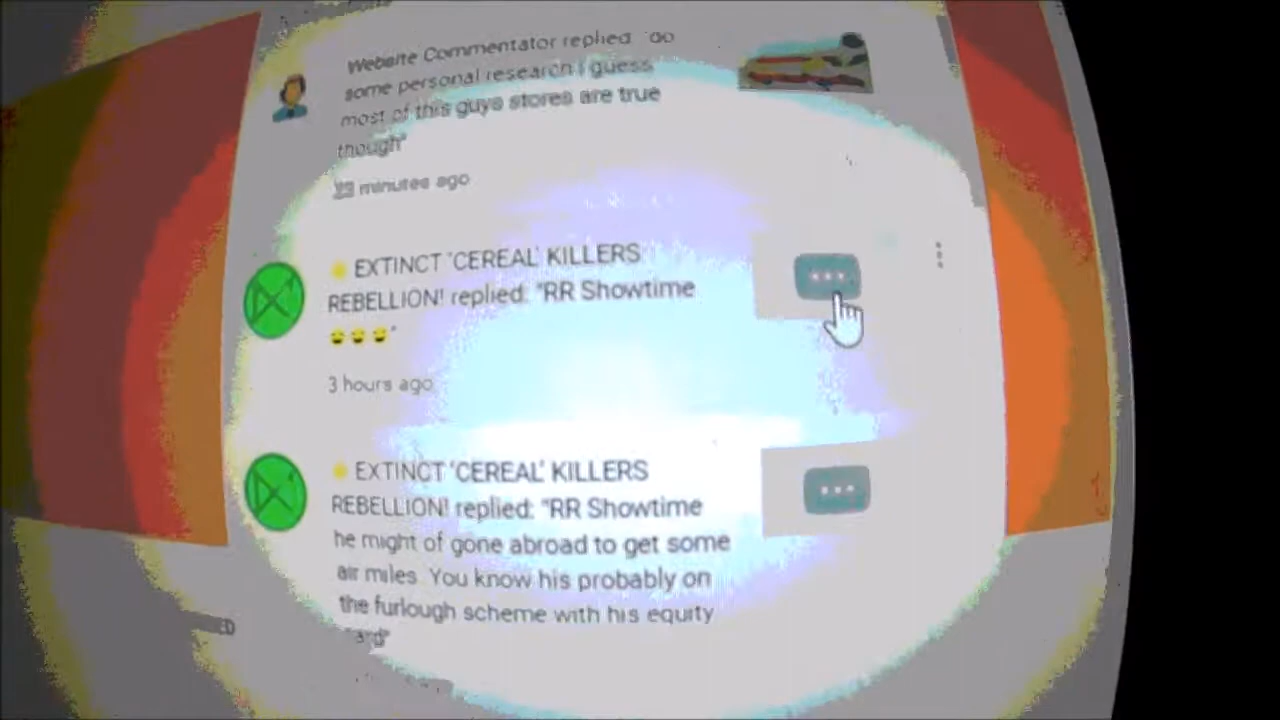 Website Commentator replied: "do
some personal research I guess
most of this guys stores are true
though"
23 minutes ago
EXTINCT 'CEREAL' KILLERS
REBELLION! replied: "RR Showtime
😂😂😂"
3 hours ago
EXTINCT 'CEREAL' KILLERS
REBELLION! replied: "RR Showtime
he might of gone abroad to get some
air miles. You know his probably on
the furlough scheme with his equity